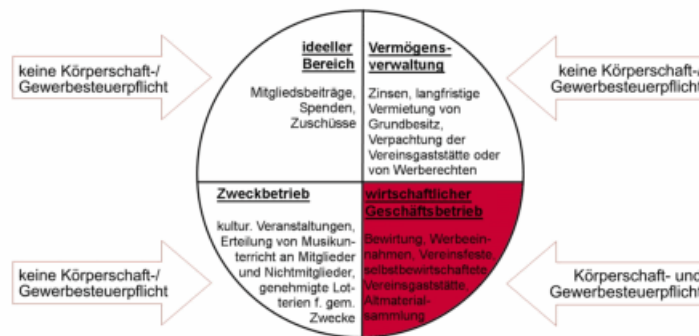 keine Körperschaft-/
Gewerbesteuerpflicht
ideeller
Bereich
Mitgliedsbeiträge,
Spenden,
Zuschüsse
Vermögens-
verwaltung
Zinsen, langfristige
Vermietung von
Grundbesitz,
Verpachtung der
Vereinsgaststätte oder
von Werberechten
keine Körperschaft-/
Gewerbesteuerpflicht
keine Körperschaft-/
Gewerbesteuerpflicht
Zweckbetrieb
kultur. Veranstaltungen,
Erteilung von Musikun-
terricht an Mitglieder
und Nichtmitglieder,
genehmigte Lot-
terien f. gem.
Zwecke
wirtschaftlicher
Geschäftsbetrieb
Bewirtung, Werbeein-
nahmen, Vereinsfeste,
selbstbewirtschaftete
Vereinsgaststätte,
Altmaterial-
sammlung
Körperschaft- und
Gewerbesteuerpflicht